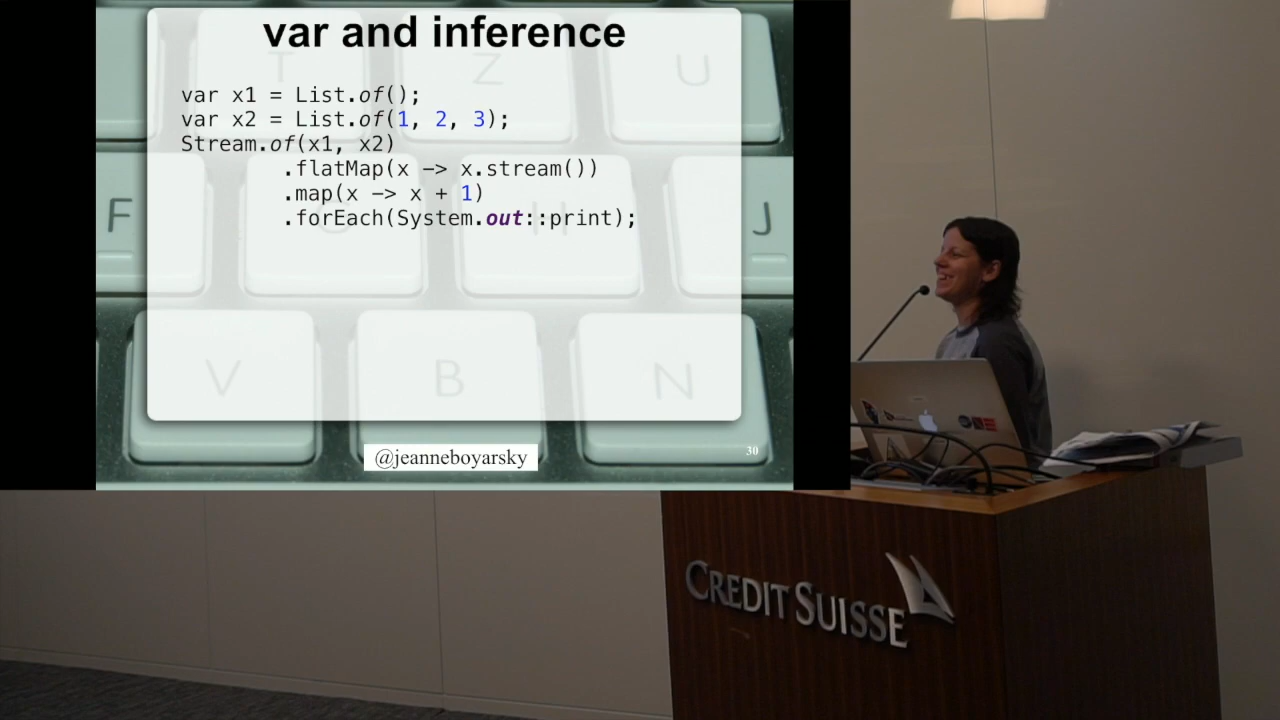 var and inference
var x1 = List.of();
var x2 = List.of(1, 2, 3);
Stream.of(x1, x2)
.flatMap(x -> x.stream())
.map(x -> x + 1)
.forEach(System.out::print);
T Z U
F G H J
V B N
@jeanneboyarsky
30
CREDIT SUISSE